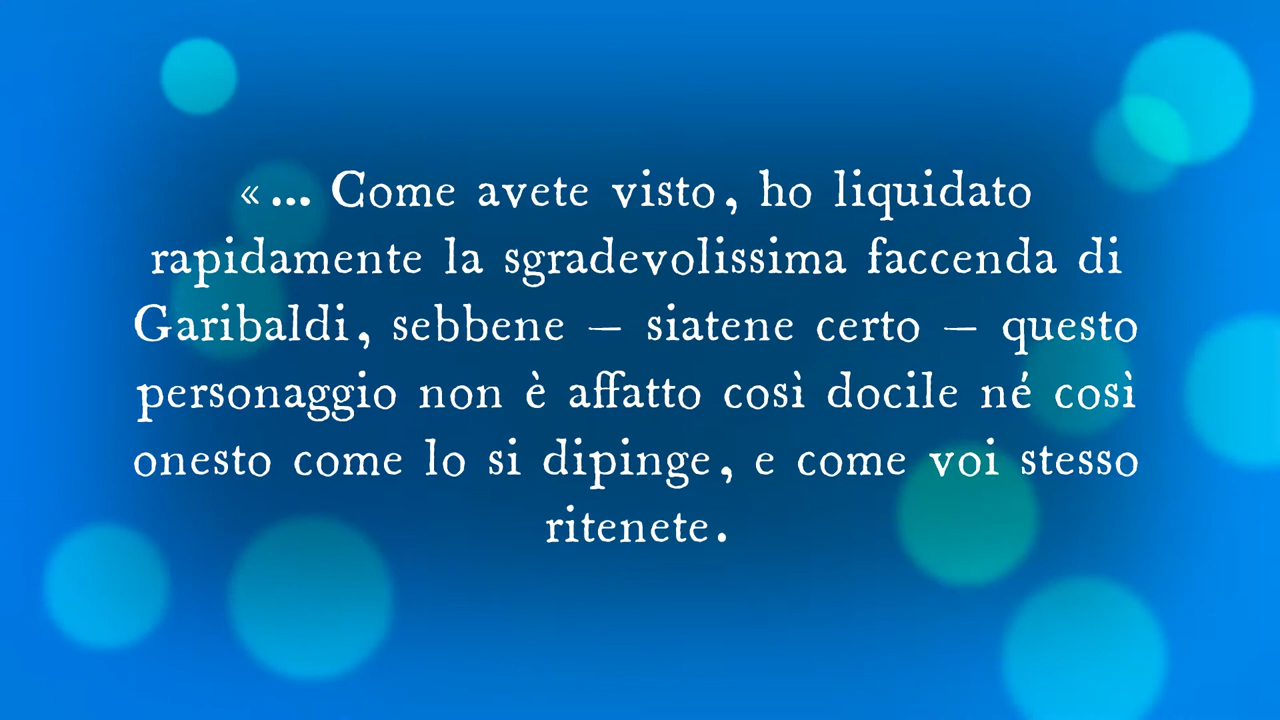 «… Come avete visto, ho liquidato
rapidamente la sgradevolissima faccenda di
Garibaldi, sebbene – siatene certo – questo
personaggio non è affatto così docile né così
onesto come lo si dipinge, e come voi stesso
ritenete.